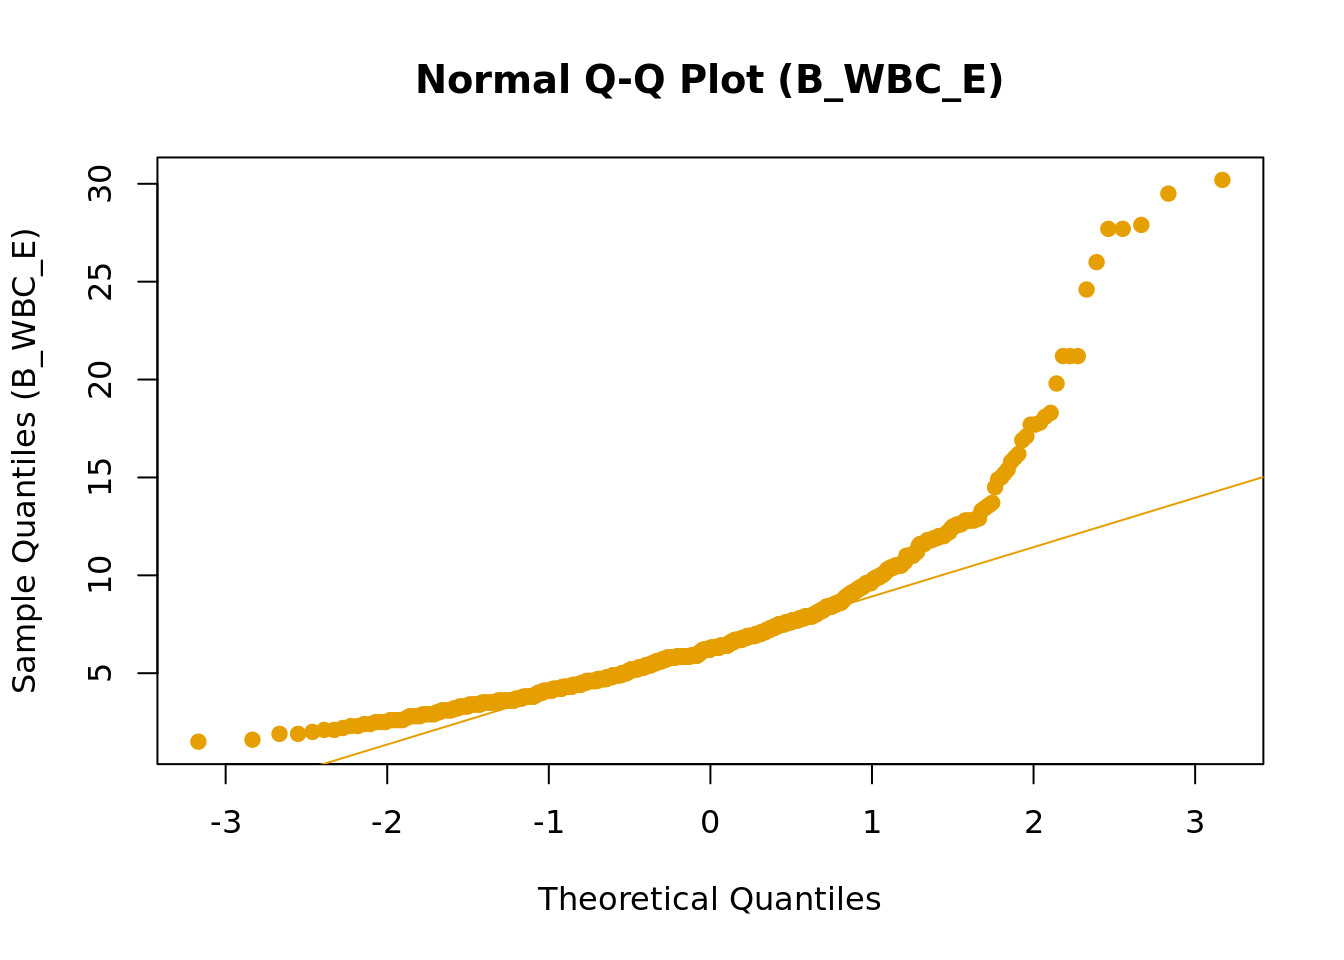 Normal Q-Q Plot (B_WBC_E)
Sample Quantiles (B_WBC_E)
30
25
20
15
10
5
-3 -2 -1 0 1 2 3
Theoretical Quantiles